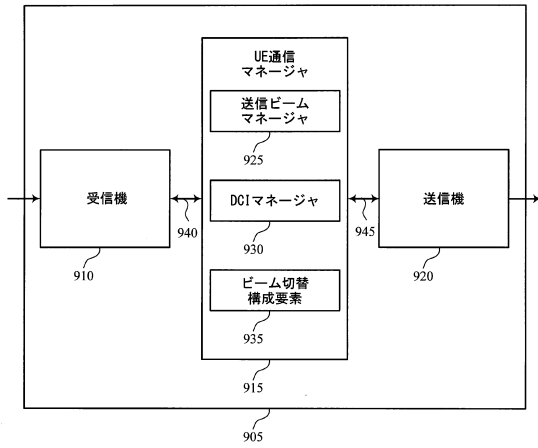 UE通信
マネージャ
送信ビーム
マネージャ
925
受信機
910
940
DCIマネージャ
930
945
送信機
920
ビーム切替
構成要素
935
915
905